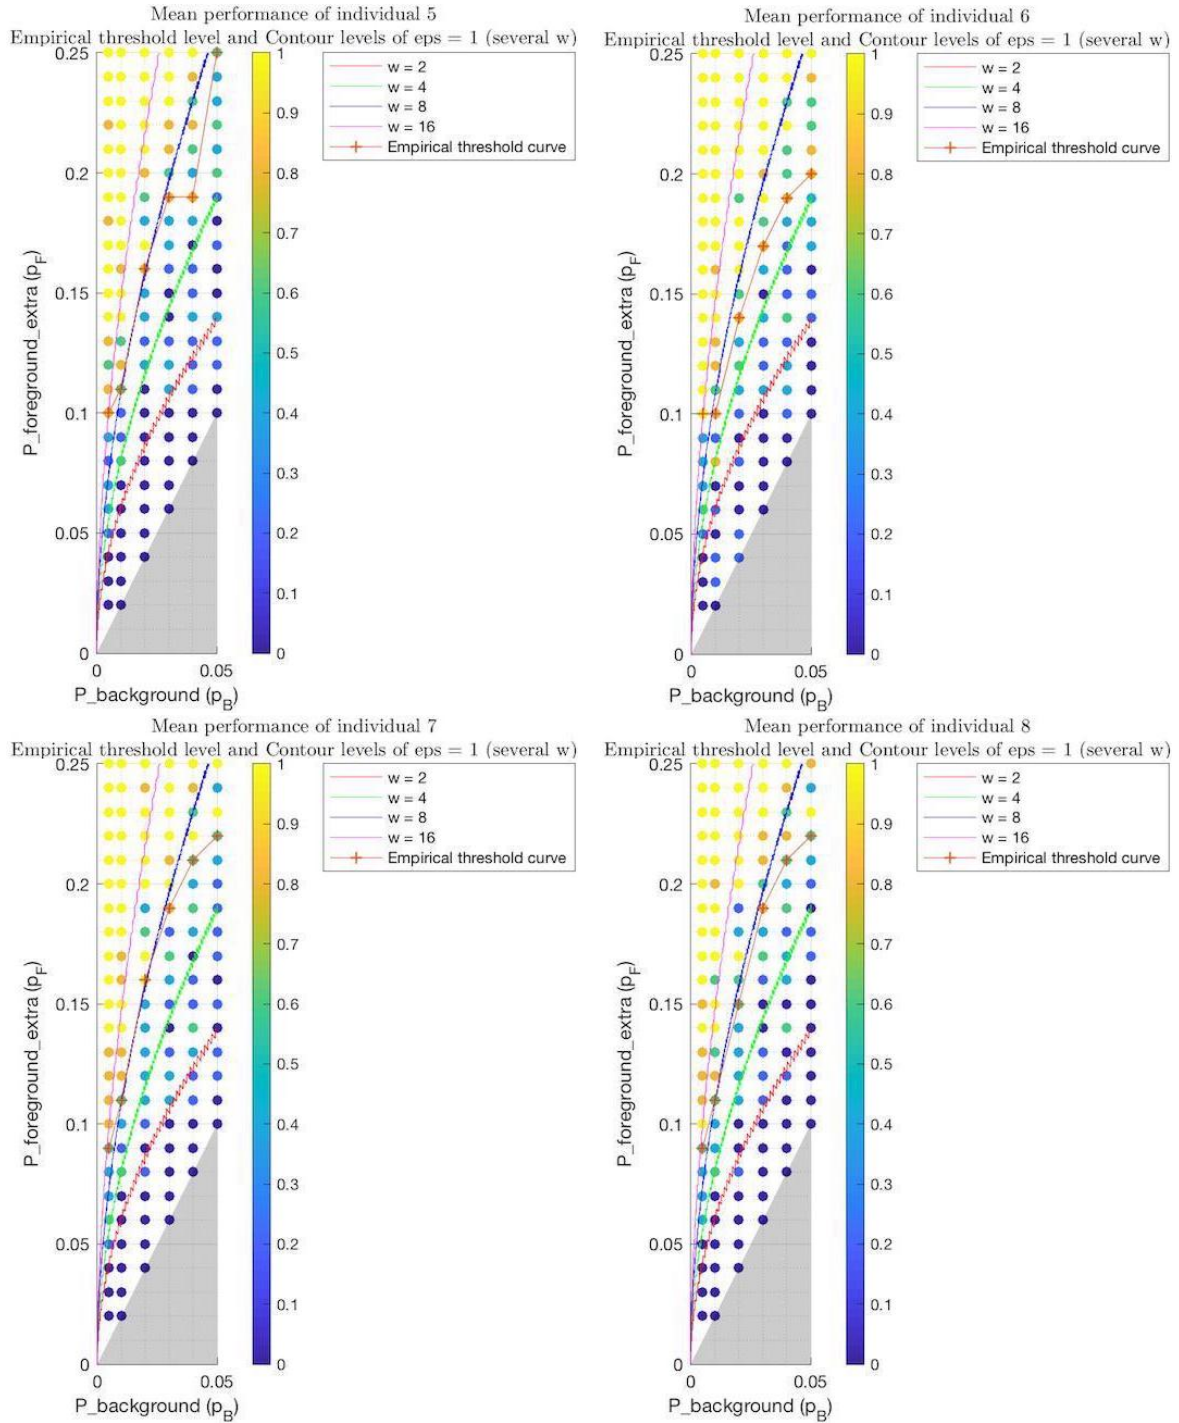 Mean performance of individual 5
Empirical threshold level and Contour levels of eps = 1 (several w)
0.25
0.2
0.15
0.1
0.05
0
P_foreground_extra (p_F)
0
0.05
P_background (p_B)
1
0.9
0.8
0.7
0.6
0.5
0.4
0.3
0.2
0.1
0
w = 2
w = 4
w = 8
w = 16
Empirical threshold curve
Mean performance of individual 6
Empirical threshold level and Contour levels of eps = 1 (several w)
0.25
0.2
0.15
0.1
0.05
0
P_foreground_extra (p_F)
0
0.05
P_background (p_B)
1
0.9
0.8
0.7
0.6
0.5
0.4
0.3
0.2
0.1
0
w = 2
w = 4
w = 8
w = 16
Empirical threshold curve
Mean performance of individual 7
Empirical threshold level and Contour levels of eps = 1 (several w)
0.25
0.2
0.15
0.1
0.05
0
P_foreground_extra (p_F)
0
0.05
P_background (p_B)
1
0.9
0.8
0.7
0.6
0.5
0.4
0.3
0.2
0.1
0
w = 2
w = 4
w = 8
w = 16
Empirical threshold curve
Mean performance of individual 8
Empirical threshold level and Contour levels of eps = 1 (several w)
0.25
0.2
0.15
0.1
0.05
0
P_foreground_extra (p_F)
0
0.05
P_background (p_B)
1
0.9
0.8
0.7
0.6
0.5
0.4
0.3
0.2
0.1
0
w = 2
w = 4
w = 8
w = 16
Empirical threshold curve